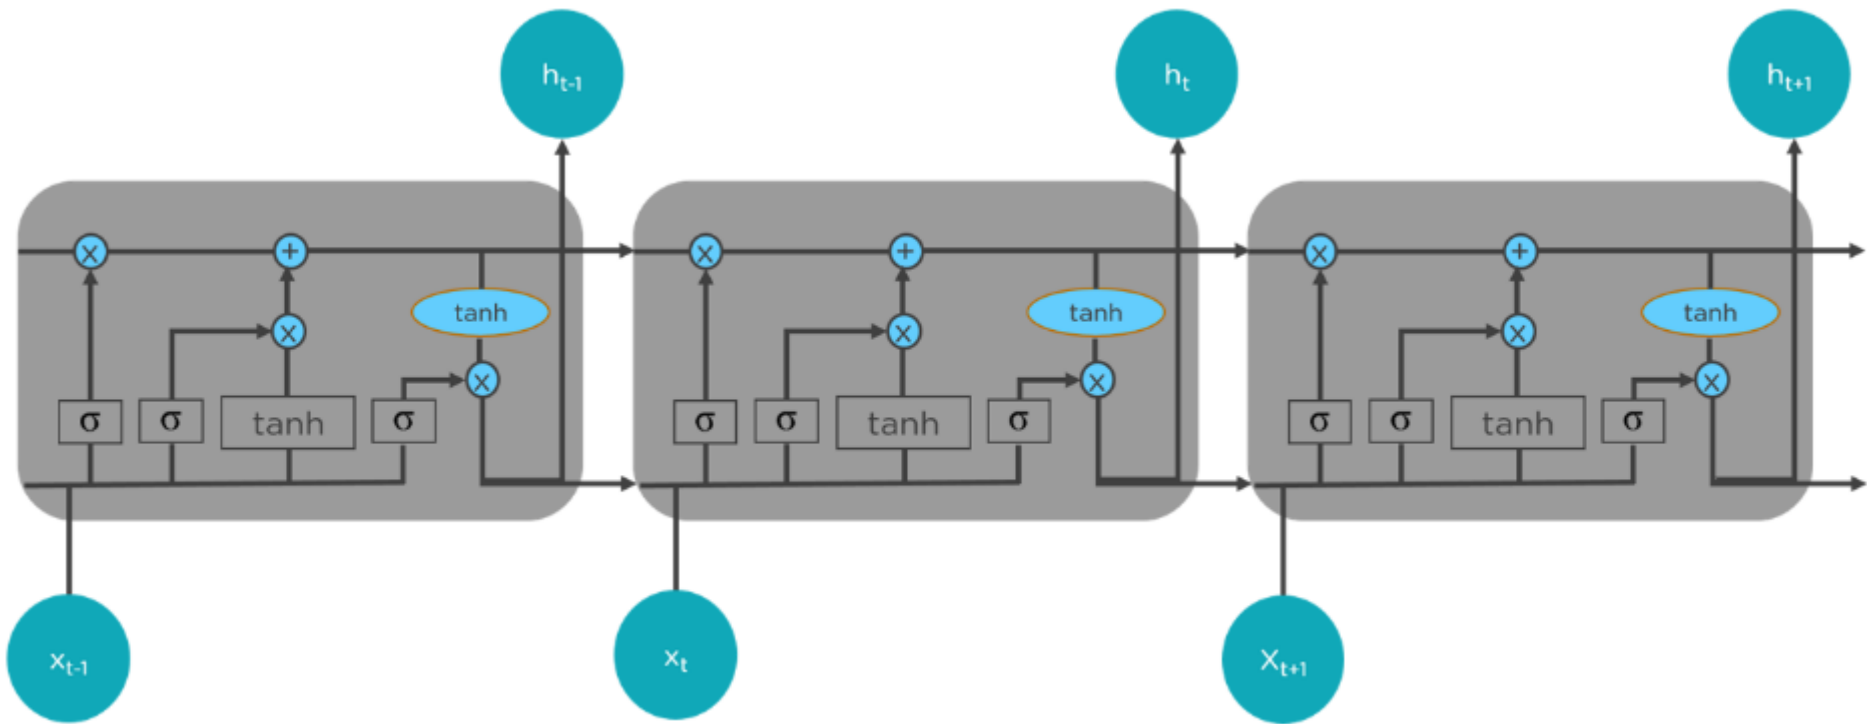 h_{t-1} h_t h_{t+1}
x + x + x +
tanh tanh tanh
x x x
x x x
σ σ tanh σ σ σ tanh σ σ σ tanh σ
x_{t-1} x_t X_{t+1}